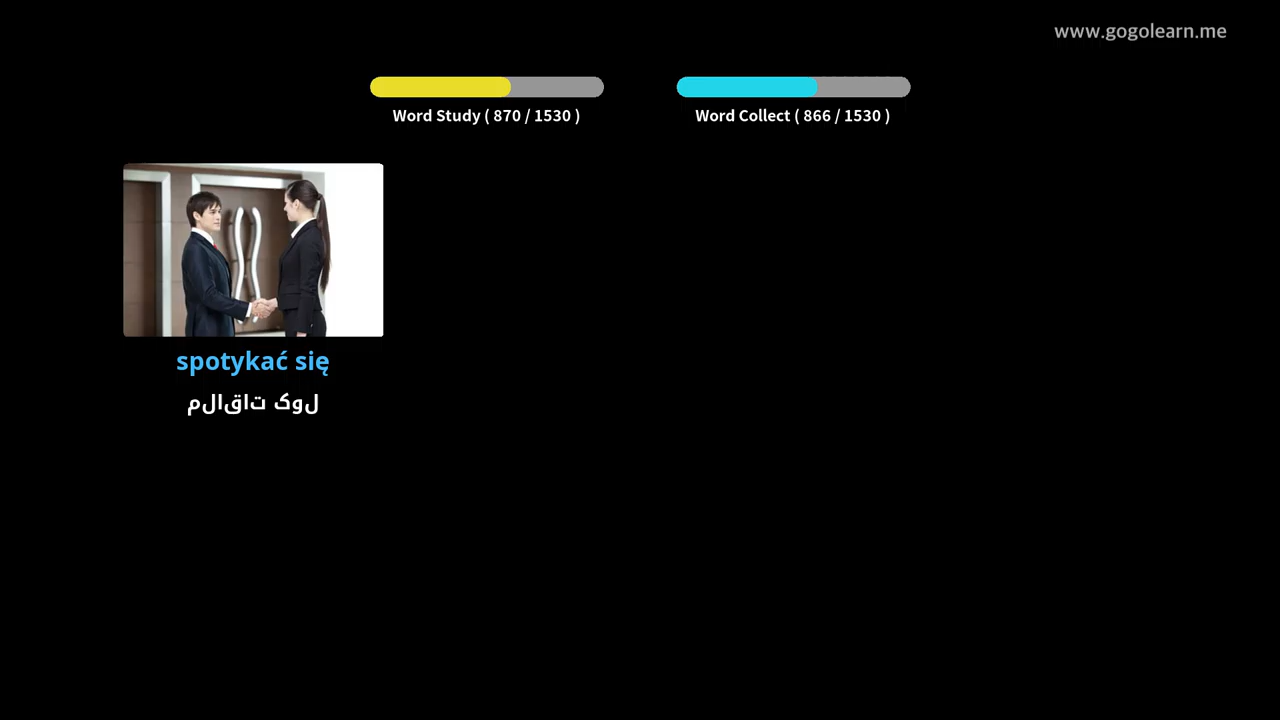 www.gogolearn.me
Word Study ( 870 / 1530 )
Word Collect ( 866 / 1530 )
spotykać się
ملاقات کول